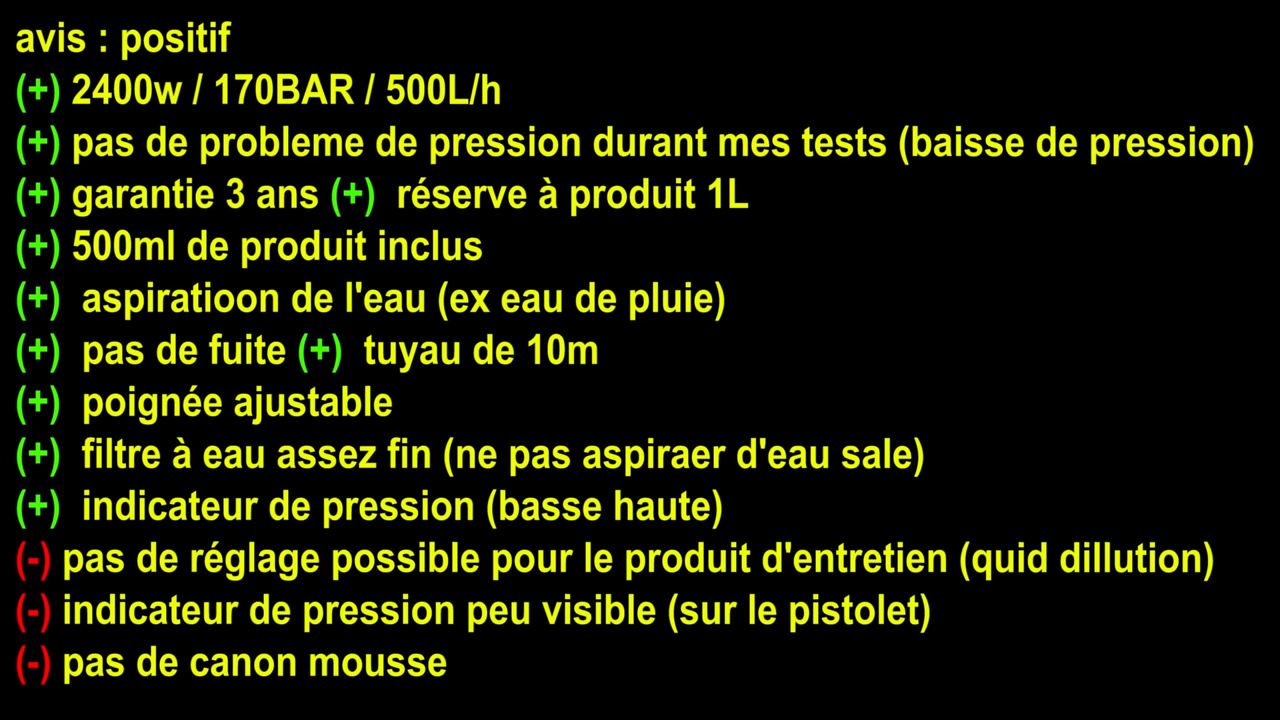 avis : positif
(+) 2400w / 170BAR / 500L/h
(+) pas de probleme de pression durant mes tests (baisse de pression)
(+) garantie 3 ans (+)  réserve à produit 1L
(+) 500ml de produit inclus
(+)  aspiratioon de l'eau (ex eau de pluie)
(+)  pas de fuite (+)  tuyau de 10m
(+)  poignée ajustable
(+)  filtre à eau assez fin (ne pas aspiraer d'eau sale)
(+)  indicateur de pression (basse haute)
(-) pas de réglage possible pour le produit d'entretien (quid dillution)
(-) indicateur de pression peu visible (sur le pistolet)
(-) pas de canon mousse